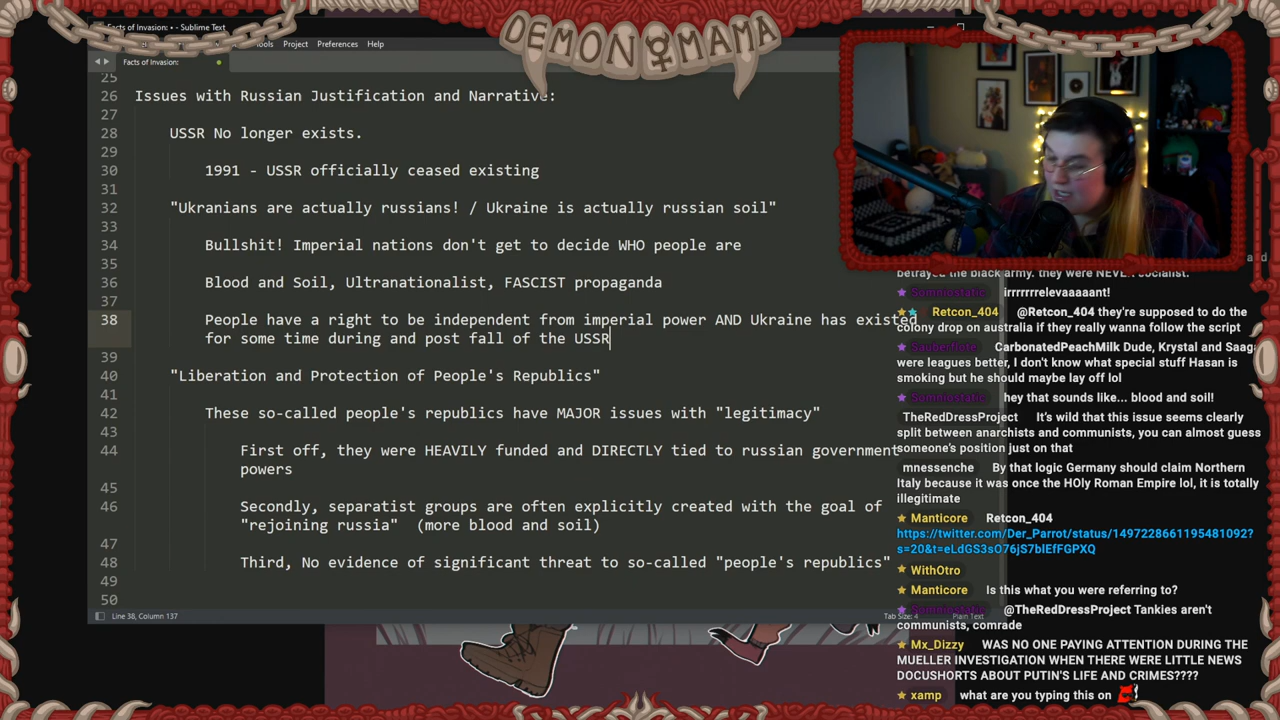 DEMON MAMA
Facts of Invasion: • - Sublime Text
Tools Project Preferences Help
Facts of Invasion:
25
26 Issues with Russian Justification and Narrative:
27
28 USSR No longer exists.
29
30 1991 - USSR officially ceased existing
31
32 "Ukranians are actually russians! / Ukraine is actually russian soil"
33
34 Bullshit! Imperial nations don't get to decide WHO people are
35
36 Blood and Soil, Ultranationalist, FASCIST propaganda
37
38 People have a right to be independent from imperial power AND Ukraine has existed
for some time during and post fall of the USSR
39
40 "Liberation and Protection of People's Republics"
41
42 These so-called people's republics have MAJOR issues with "legitimacy"
43
44 First off, they were HEAVILY funded and DIRECTLY tied to russian government
powers
45
46 Secondly, separatist groups are often explicitly created with the goal of
"rejoining russia" (more blood and soil)
47
48 Third, No evidence of significant threat to so-called "people's republics"
49
50
Line 38, Column 137
Tab Size: 4 Plain Text
and
betrayed the black army. they were NEVER socialist.
Somniostatic irrrrrrelevaaaaant!
Retcon_404 @Retcon_404 they're supposed to do the
colony drop on australia if they really wanna follow the script
Sauberflote CarbonatedPeachMilk Dude, Krystal and Saag
were leagues better, I don't know what special stuff Hasan is
smoking but he should maybe lay off lol
Somniostatic hey that sounds like... blood and soil!
TheRedDressProject It's wild that this issue seems clearly
split between anarchists and communists, you can almost guess
someone's position just on that
mnessenche By that logic Germany should claim Northern
Italy because it was once the HOly Roman Empire lol, it is totally
illegitimate
Manticore Retcon_404
https://twitter.com/Der_Parrot/status/1497228661195481092?
s=20&t=eLdGS3sO76jS7blEfFGPXQ
WithOtro
Manticore Is this what you were referring to?
Somniostatic @TheRedDressProject Tankies aren't
communists, comrade
Mx_Dizzy WAS NO ONE PAYING ATTENTION DURING THE
MUELLER INVESTIGATION WHEN THERE WERE LITTLE NEWS
DOCUSHORTS ABOUT PUTIN'S LIFE AND CRIMES????
xamp what are you typing this on